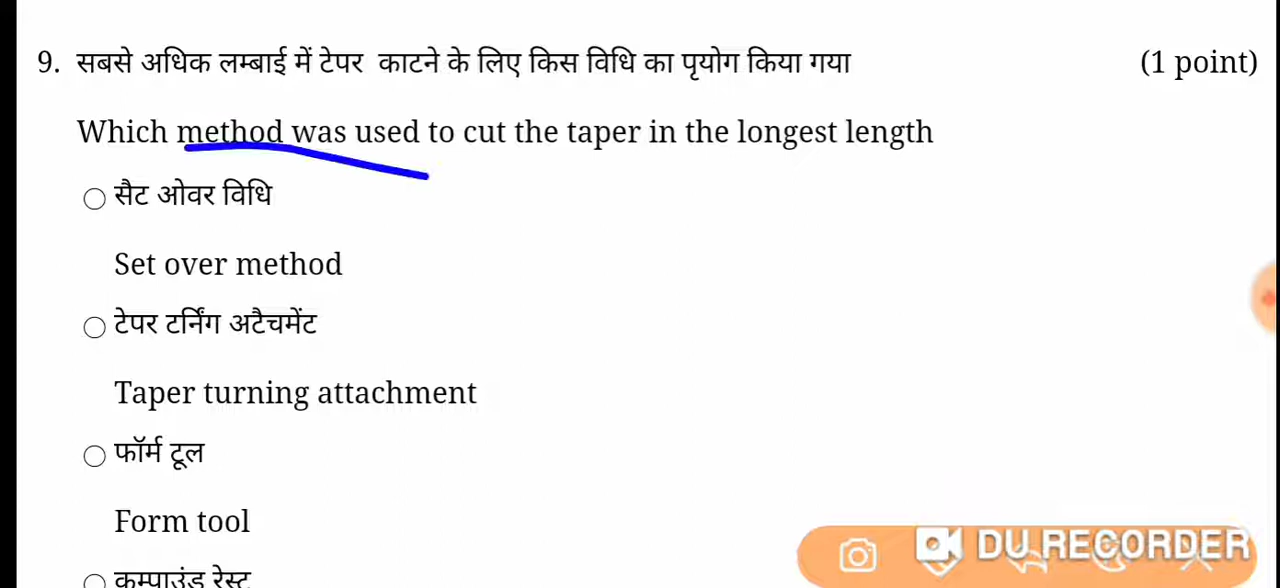 9. सबसे अधिक लम्बाई में टेपर काटने के लिए किस विधि का पृयोग किया गया (1 point)
Which method was used to cut the taper in the longest length
सैट ओवर विधि
Set over method
टेपर टर्निंग अटैचमेंट
Taper turning attachment
फॉर्म टूल
Form tool
कम्पाउंड रेस्ट
DU RECORDER